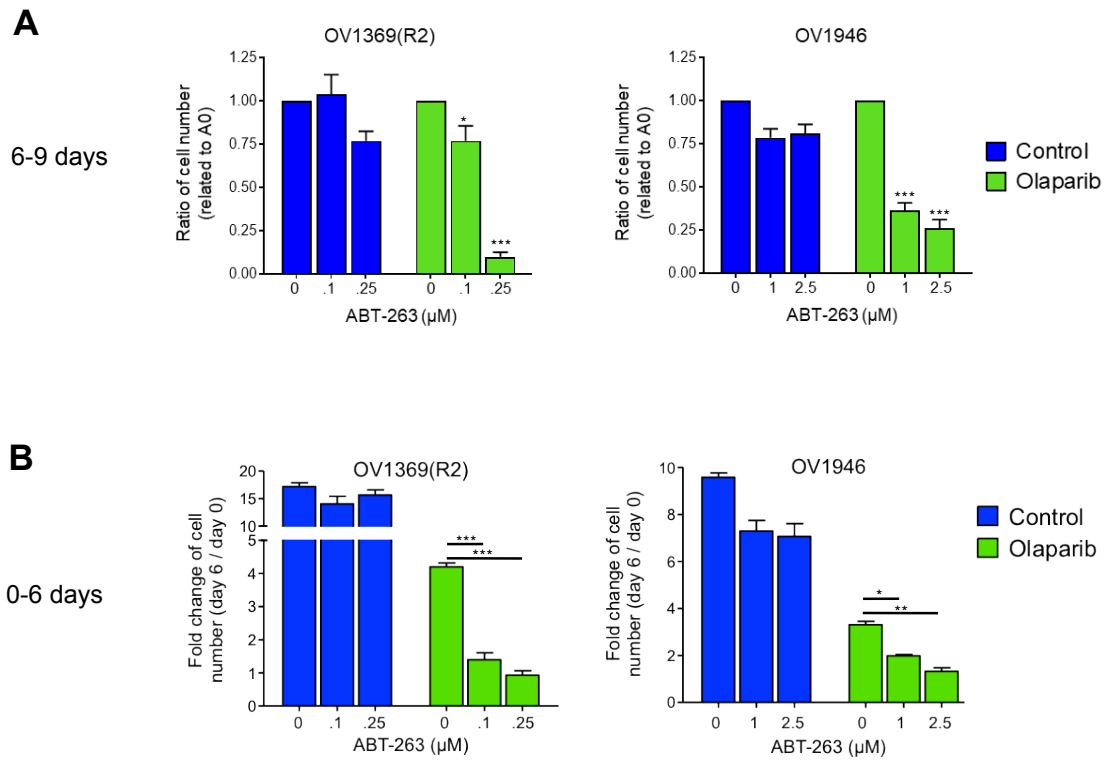 A
OV1369(R2)
OV1946
6-9 days
Ratio of cell number
(related to A0)
1.25
1.00
0.75
0.50
0.25
0.00
*
***
0 .1 .25 0 .1 .25
ABT-263 (µM)
Ratio of cell number
(related to A0)
1.25
1.00
0.75
0.50
0.25
0.00
***
***
0 1 2.5 0 1 2.5
ABT-263 (µM)
Control
Olaparib
B
OV1369(R2)
OV1946
0-6 days
Fold change of cell
number (day 6 / day 0)
20
15
10
5
4
3
2
1
0
***
***
0 .1 .25 0 .1 .25
ABT-263 (µM)
Fold change of cell
number (day 6 / day 0)
10
8
6
4
2
0
*
**
0 1 2.5 0 1 2.5
ABT-263 (µM)
Control
Olaparib